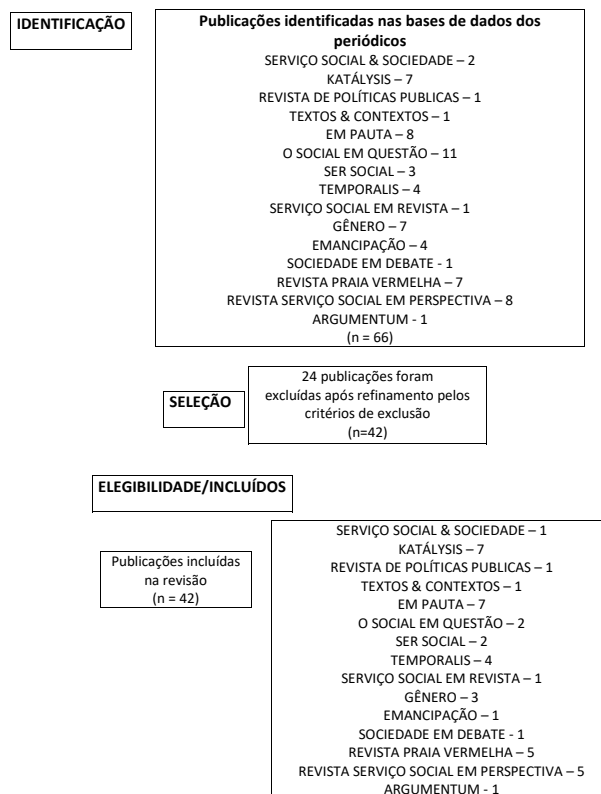 IDENTIFICAÇÃO
Publicações identificadas nas bases de dados dos
periódicos
SERVIÇO SOCIAL & SOCIEDADE – 2
KATÁLYSIS – 7
REVISTA DE POLÍTICAS PUBLICAS – 1
TEXTOS & CONTEXTOS – 1
EM PAUTA – 8
O SOCIAL EM QUESTÃO – 11
SER SOCIAL – 3
TEMPORALIS – 4
SERVIÇO SOCIAL EM REVISTA – 1
GÊNERO – 7
EMANCIPAÇÃO – 4
SOCIEDADE EM DEBATE - 1
REVISTA PRAIA VERMELHA – 7
REVISTA SERVIÇO SOCIAL EM PERSPECTIVA – 8
ARGUMENTUM - 1
(n = 66)
SELEÇÃO
24 publicações foram
excluídas após refinamento pelos
critérios de exclusão
(n=42)
ELEGIBILIDADE/INCLUÍDOS
Publicações incluídas
na revisão
(n = 42)
SERVIÇO SOCIAL & SOCIEDADE – 1
KATÁLYSIS – 7
REVISTA DE POLÍTICAS PUBLICAS – 1
TEXTOS & CONTEXTOS – 1
EM PAUTA – 7
O SOCIAL EM QUESTÃO – 2
SER SOCIAL – 2
TEMPORALIS – 4
SERVIÇO SOCIAL EM REVISTA – 1
GÊNERO – 3
EMANCIPAÇÃO – 1
SOCIEDADE EM DEBATE - 1
REVISTA PRAIA VERMELHA – 5
REVISTA SERVIÇO SOCIAL EM PERSPECTIVA – 5
ARGUMENTUM - 1